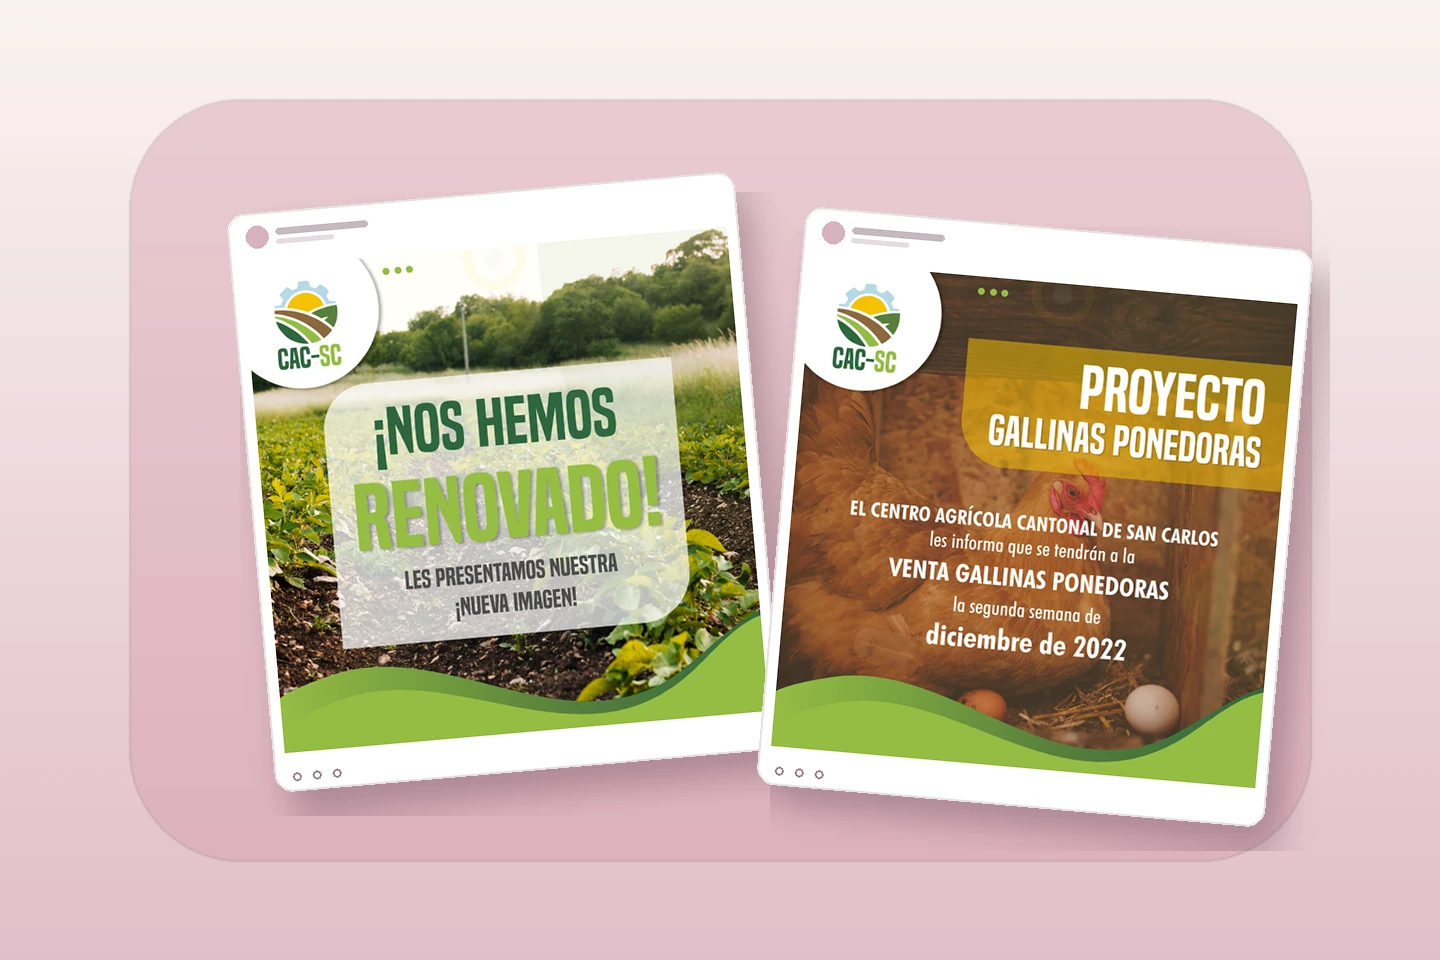 CAC-SC
¡NOS HEMOS
RENOVADO!
LES PRESENTAMOS NUESTRA
¡NUEVA IMAGEN!
CAC-SC
PROYECTO
GALLINAS PONEDORAS
EL CENTRO AGRÍCOLA CANTONAL DE SAN CARLOS
les informa que se tendrán a la
VENTA GALLINAS PONEDORAS
la segunda semana de
diciembre de 2022